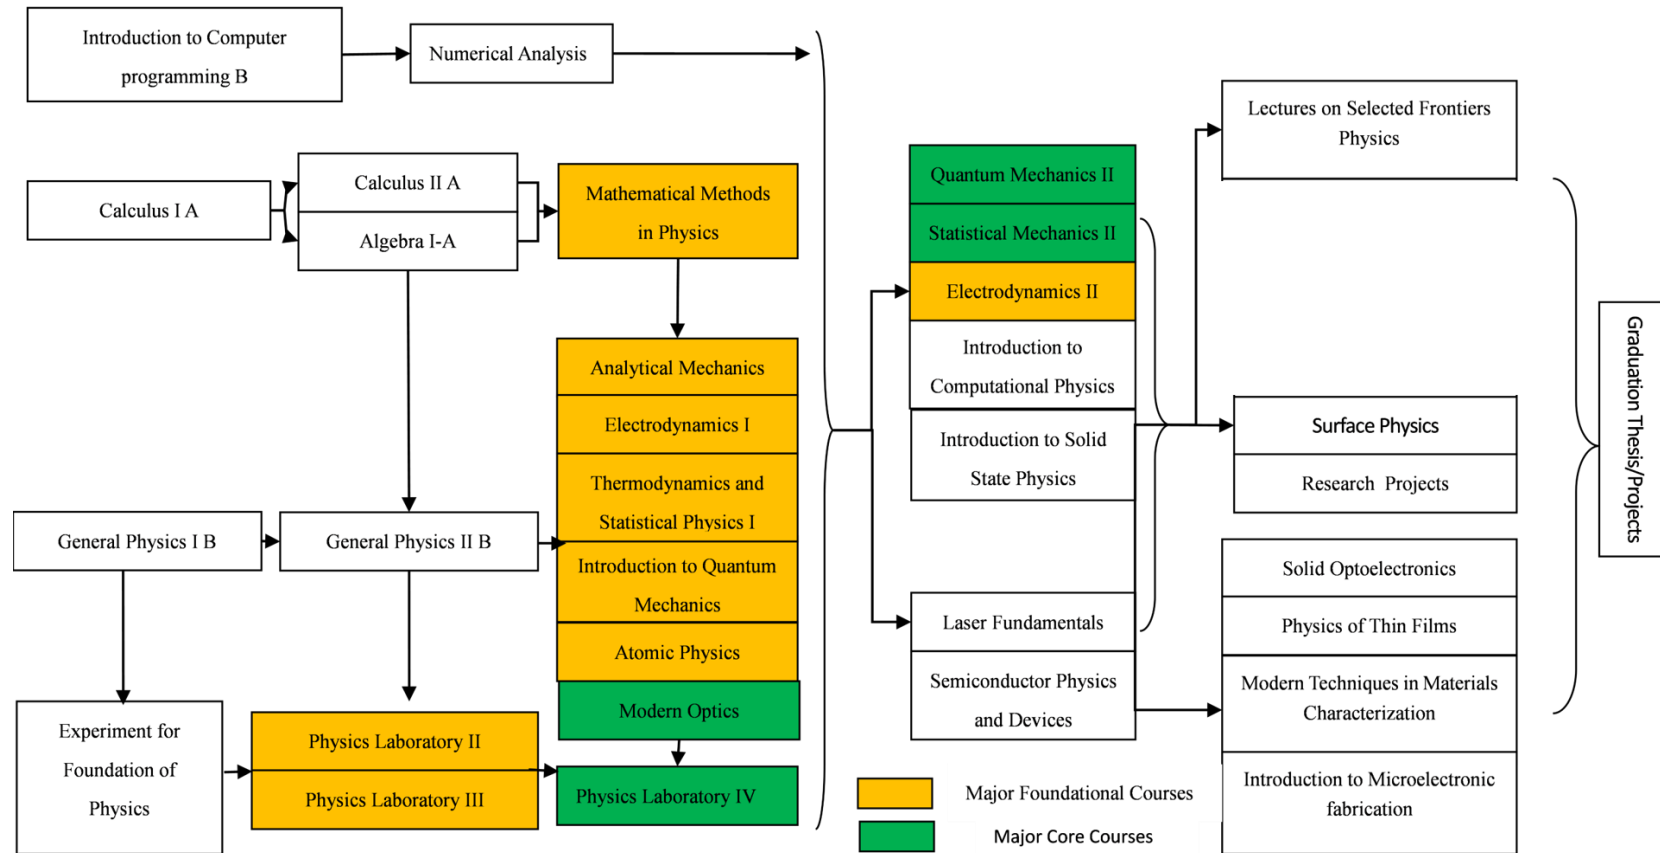 Introduction to Computer
programming B
Numerical Analysis
Calculus I A
Calculus II A
Algebra I-A
Mathematical Methods
in Physics
Analytical Mechanics
Electrodynamics I
Thermodynamics and
Statistical Physics I
Introduction to Quantum
Mechanics
Atomic Physics
Modern Optics
General Physics I B
General Physics II B
Experiment for
Foundation of
Physics
Physics Laboratory II
Physics Laboratory III
Physics Laboratory IV
Quantum Mechanics II
Statistical Mechanics II
Electrodynamics II
Introduction to
Computational Physics
Introduction to Solid
State Physics
Laser Fundamentals
Semiconductor Physics
and Devices
Lectures on Selected Frontiers
Physics
Surface Physics
Research Projects
Solid Optoelectronics
Physics of Thin Films
Modern Techniques in Materials
Characterization
Introduction to Microelectronic
fabrication
Graduation Thesis/Projects
Major Foundational Courses
Major Core Courses